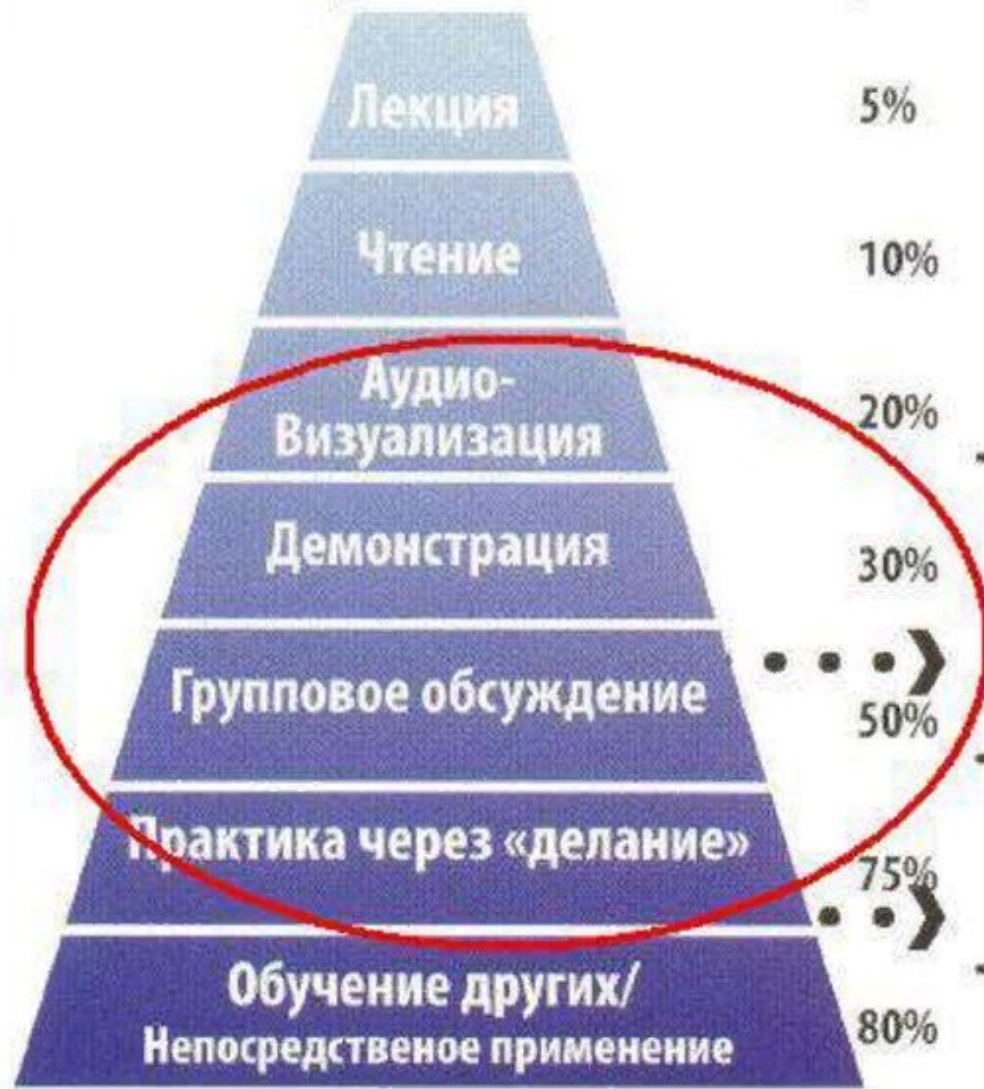 Лекция
5%
Чтение
10%
Аудио-
Визуализация
20%
Демонстрация
30%
Групповое обсуждение
50%
Практика через «делание»
75%
Обучение других/
Непосредственое применение
80%